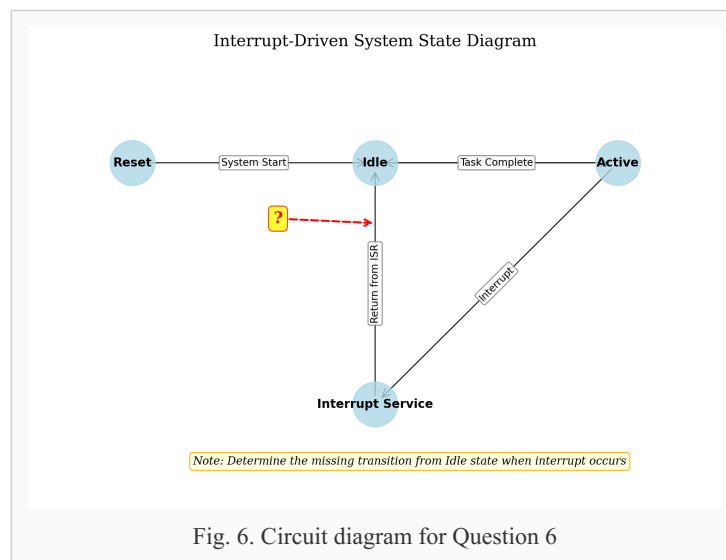 Interrupt-Driven System State Diagram
Reset
System Start
Idle
Task Complete
Active
?
Return from ISR
Interrupt
Interrupt Service
Note: Determine the missing transition from Idle state when interrupt occurs
Fig. 6. Circuit diagram for Question 6